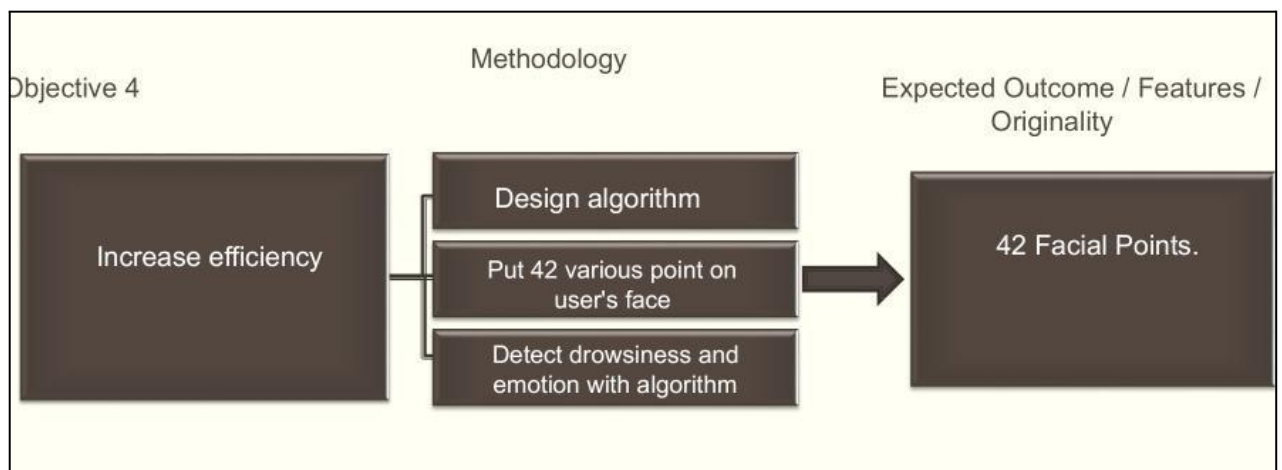 Methodology
Objective 4
Expected Outcome / Features /
Originality
Increase efficiency
Design algorithm
Put 42 various point on
user's face
Detect drowsiness and
emotion with algorithm
42 Facial Points.